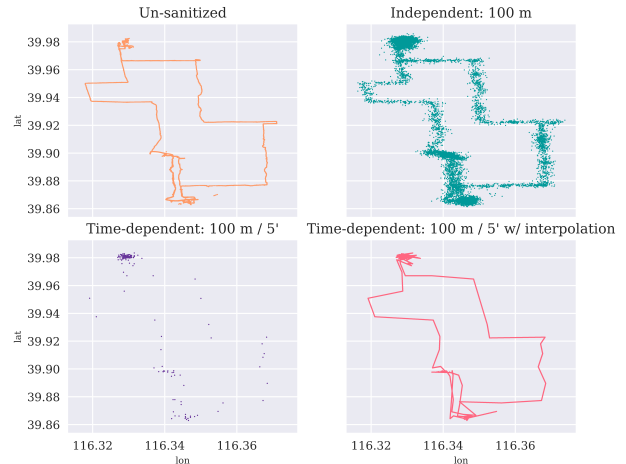 Un-sanitized
Independent: 100 m
39.98
39.96
39.94
39.92
39.90
39.88
39.86
lat
Time-dependent: 100 m / 5'
Time-dependent: 100 m / 5' w/ interpolation
39.98
39.96
39.94
39.92
39.90
39.88
39.86
lat
116.32 116.34 116.36
116.32 116.34 116.36
lon
lon